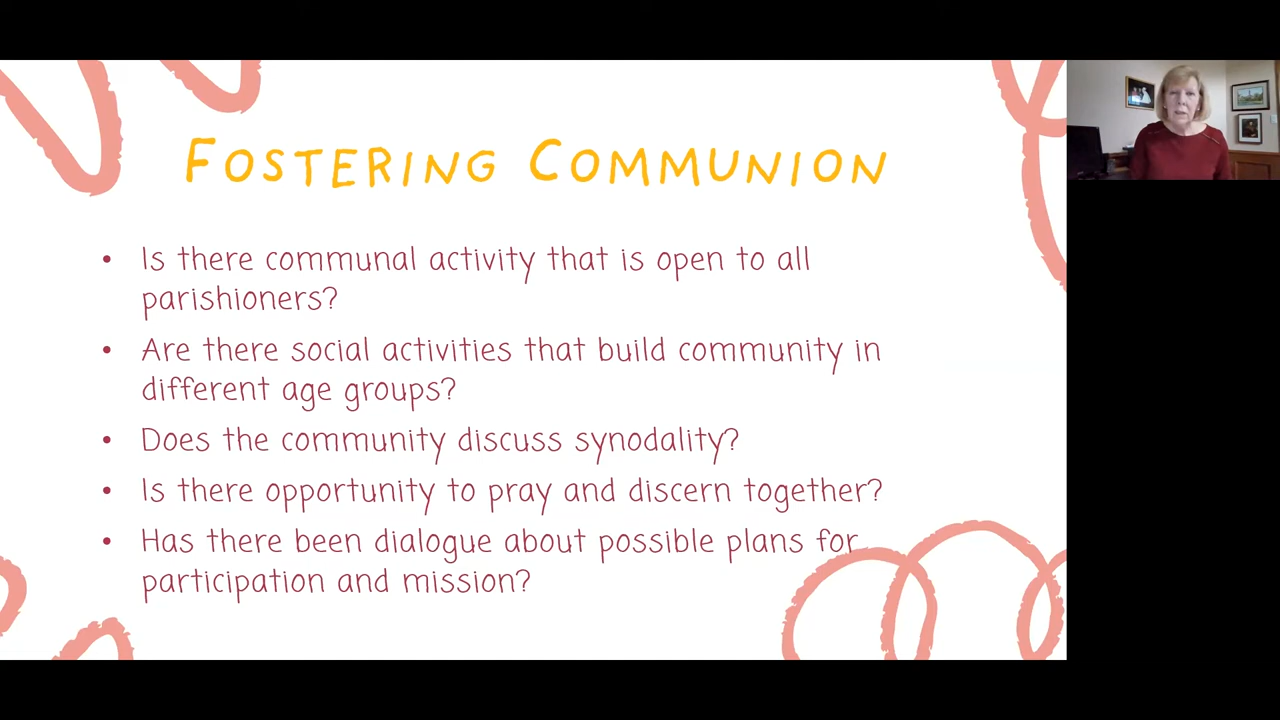 FOSTERING COMMUNION
• Is there communal activity that is open to all
parishioners?
• Are there social activities that build community in
different age groups?
• Does the community discuss synodality?
• Is there opportunity to pray and discern together?
• Has there been dialogue about possible plans for
participation and mission?